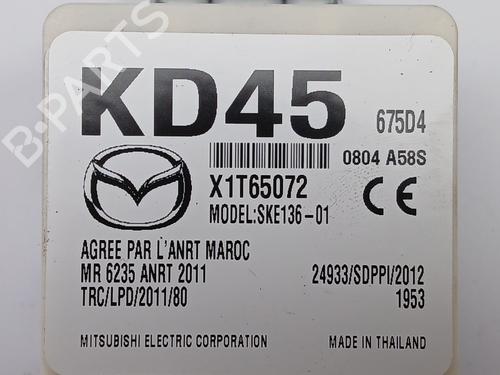 KD45 675D4
0804 A58S
X1T65072
MODEL:SKE136-01
CE
AGREE PAR L'ANRT MAROC
MR 6235 ANRT 2011
24933/SDPPI/2012
TRC/LPD/2011/80
1953
MITSUBISHI ELECTRIC CORPORATION
MADE IN THAILAND
B-PARTS